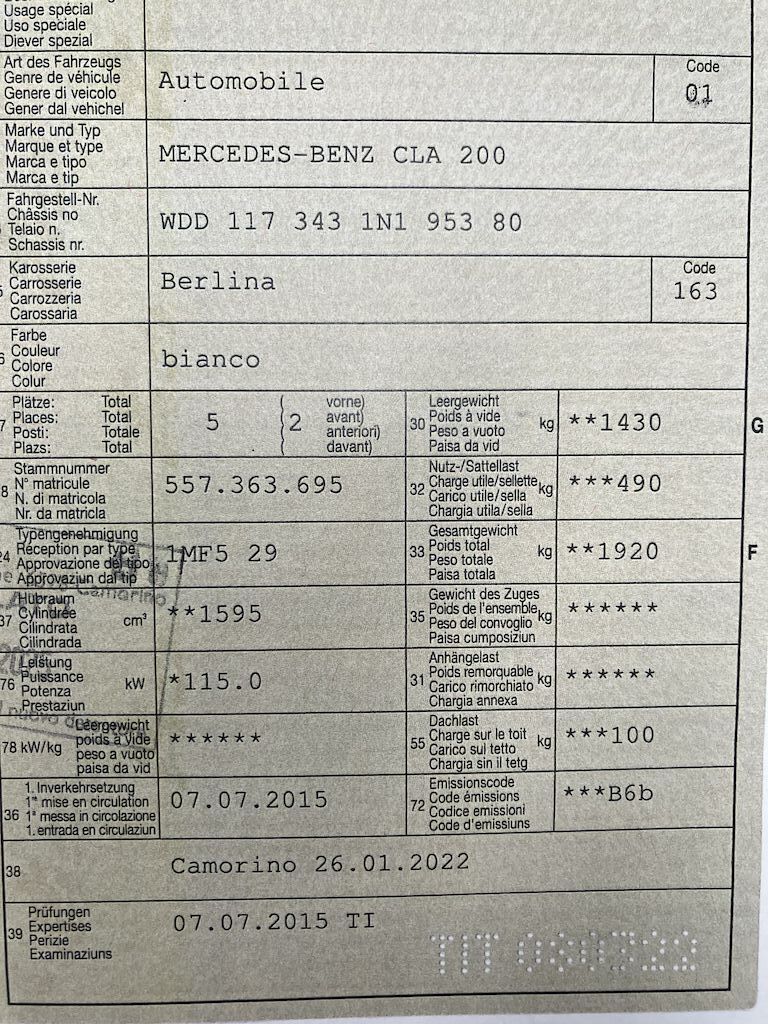 Usage spécial
Uso speciale
Diever spezial
Art des Fahrzeugs
Genre de véhicule
Genere di veicolo
Gener dal vehichel
Automobile
Code
01
Marke und Typ
Marque et type
Marca e tipo
Marca e tip
MERCEDES-BENZ CLA 200
Fahrgestell-Nr.
Châssis no
Telaio n.
Schassis nr.
WDD 117 343 1N1 953 80
Karosserie
Carrosserie
Carrozzeria
Carossaria
Berlina
Code
163
Farbe
Couleur
Colore
Colur
bianco
Plätze: Total
Places: Total
Posti: Totale
Plazs: Total
5 ( 2
vorne)
avant)
anteriori)
davant)
30 Leergewicht
Poids à vide
Peso a vuoto
Paisa da vid
kg **1430
G
Stammnummer
N° matricule
N. di matricola
Nr. da matricla
557.363.695
32 Nutz-/Sattellast
Charge utile/sellette
Carico utile/sella
Chargia utila/sella
kg ***490
24 Typengenehmigung
Réception par type
Approvazione del tipo
Approvaziun dal tip
1MF5 29
33 Gesamtgewicht
Poids total
Peso totale
Paisa totala
kg **1920
F
37 Hubraum
Cylindrée
Cilindrata
Cilindrada
cm³ **1595
35 Gewicht des Zuges
Poids de l'ensemble
Peso del convoglio
Paisa cumposiziun
kg ******
76 Leistung
Puissance
Potenza
Prestaziun
kW *115.0
31 Anhängelast
Poids remorquable
Carico rimorchiato
Chargia annexa
kg ******
78 kW/kg
Leergewicht
poids à vide
peso a vuoto
paisa da vid
******
55 Dachlast
Charge sur le toit
Carico sul tetto
Chargia sin il tetg
kg ***100
36 1. Inverkehrsetzung
1re mise en circulation
1a messa in circolazione
1. entrada en circulaziun
07.07.2015
72 Emissionscode
Code émissions
Codice emissioni
Code d'emissiuns
***B6b
38
Camorino 26.01.2022
39 Prüfungen
Expertises
Perizie
Examinaziuns
07.07.2015 TI
Camorino